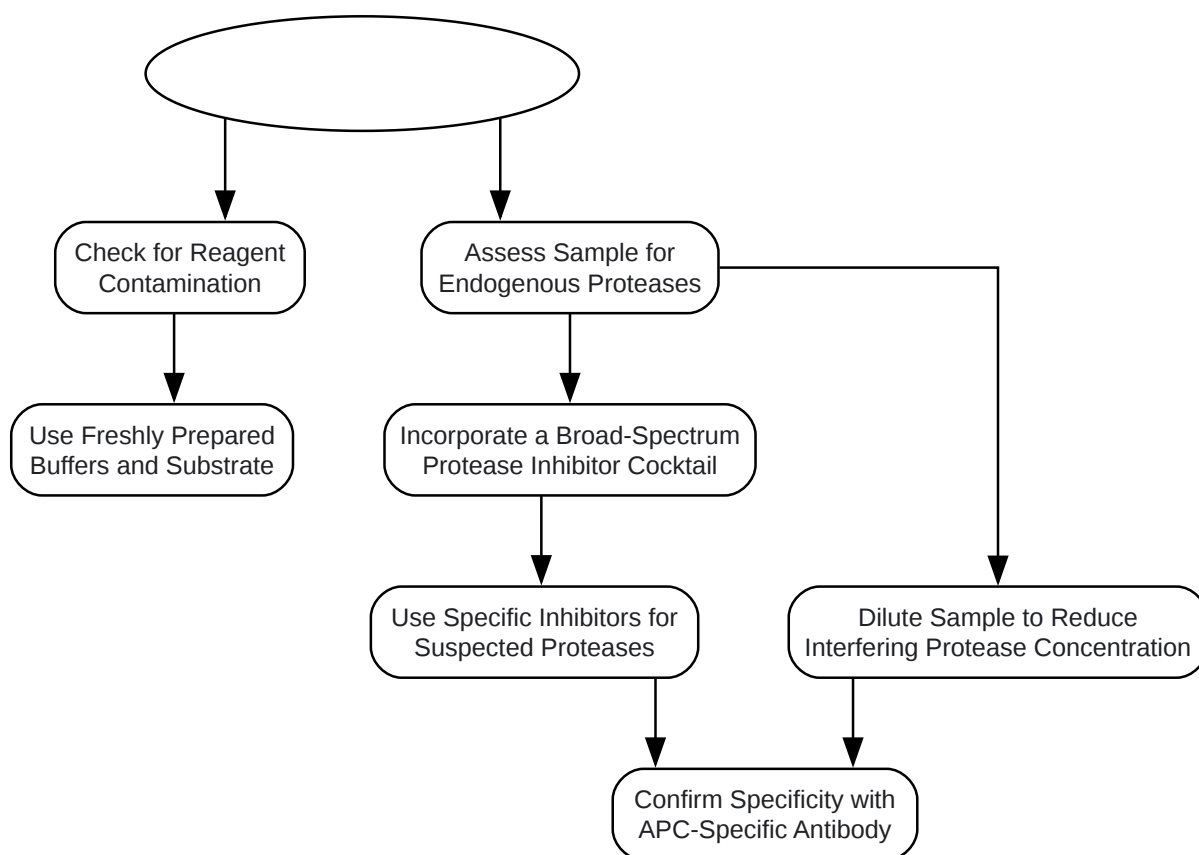 Check for Reagent
Contamination
Assess Sample for
Endogenous Proteases
Use Freshly Prepared
Buffers and Substrate
Incorporate a Broad-Spectrum
Protease Inhibitor Cocktail
Use Specific Inhibitors for
Suspected Proteases
Dilute Sample to Reduce
Interfering Protease Concentration
Confirm Specificity with
APC-Specific Antibody